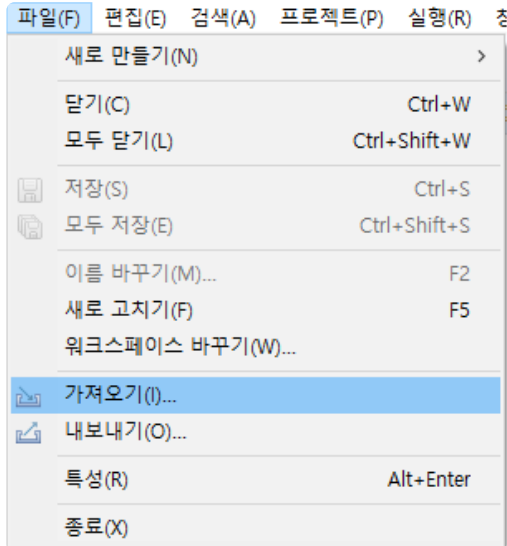 파일(F) 편집(E) 검색(A) 프로젝트(P) 실행(R)
새로 만들기(N) >
닫기(C) Ctrl+W
모두 닫기(L) Ctrl+Shift+W
저장(S) Ctrl+S
모두 저장(E) Ctrl+Shift+S
이름 바꾸기(M)... F2
새로 고치기(F) F5
워크스페이스 바꾸기(W)...
가져오기(I)...
내보내기(O)...
특성(R) Alt+Enter
종료(X)